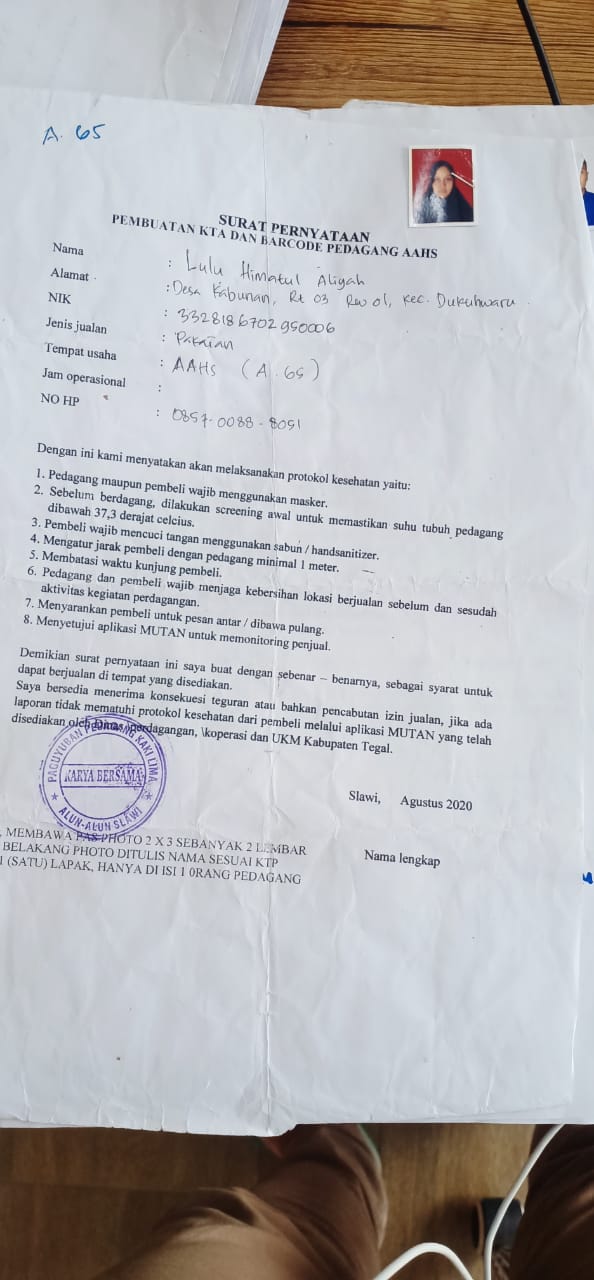 A. 65
SURAT PERNYATAAN
PEMBUATAN KTA DAN BARCODE PEDAGANG AAHS
Nama : Lulu Himatul Aliyah
Alamat : Desa Kabunan, Rt 03 Rw 01, Kec. Dukuhwaru
NIK : 3328186702950006
Jenis jualan : Pakaian
Tempat usaha : AAHS (A. 65)
Jam operasional :
NO HP : 0857-0088-8051
Dengan ini kami menyatakan akan melaksanakan protokol kesehatan yaitu:
1. Pedagang maupun pembeli wajib menggunakan masker.
2. Sebelum berdagang, dilakukan screening awal untuk memastikan suhu tubuh pedagang
dibawah 37,3 derajat celcius.
3. Pembeli wajib mencuci tangan menggunakan sabun / handsanitizer.
4. Mengatur jarak pembeli dengan pedagang minimal 1 meter.
5. Membatasi waktu kunjung pembeli.
6. Pedagang dan pembeli wajib menjaga kebersihan lokasi berjualan sebelum dan sesudah
aktivitas kegiatan perdagangan.
7. Menyarankan pembeli untuk pesan antar / dibawa pulang.
8. Menyetujui aplikasi MUTAN untuk memonitoring penjual.
Demikian surat pernyataan ini saya buat dengan sebenar – benarnya, sebagai syarat untuk
dapat berjualan di tempat yang disediakan.
Saya bersedia menerima konsekuesi teguran atau bahkan pencabutan izin jualan, jika ada
laporan tidak mematuhi protokol kesehatan dari pembeli melalui aplikasi MUTAN yang telah
disediakan oleh Dinas perdagangan, \koperasi dan UKM Kabupaten Tegal.
PAGUYUBAN PEDAGANG KAKI LIMA
KARYA BERSAMA
ALUN-ALUN SLAWI
Slawi, Agustus 2020
, MEMBAWA PAS PHOTO 2 X 3 SEBANYAK 2 LEMBAR
BELAKANG PHOTO DITULIS NAMA SESUAI KTP
1 (SATU) LAPAK, HANYA DI ISI 1 0RANG PEDAGANG
Nama lengkap